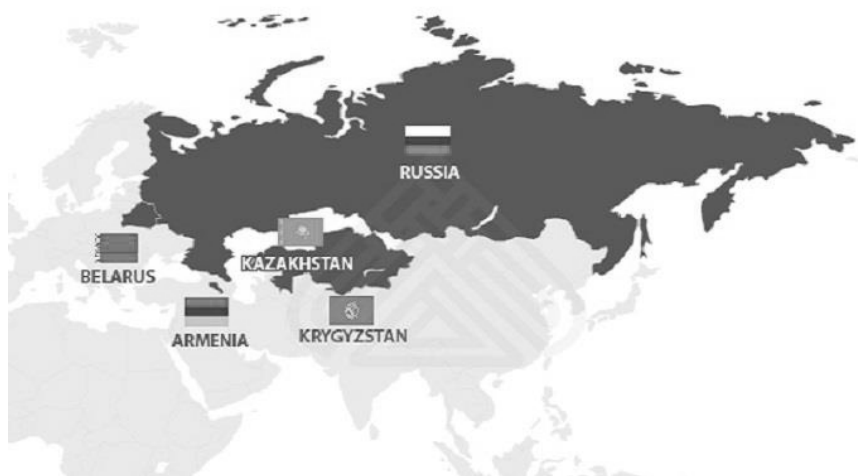 RUSSIA
KAZAKHSTAN
BELARUS
ARMENIA
KRYGYZSTAN